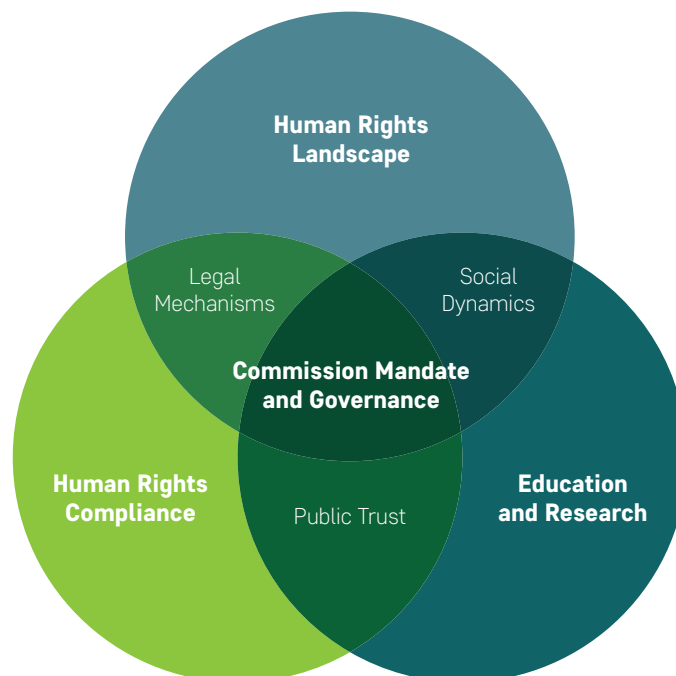 Human Rights
Landscape
Legal
Mechanisms
Social
Dynamics
Commission Mandate
and Governance
Human Rights
Compliance
Public Trust
Education
and Research